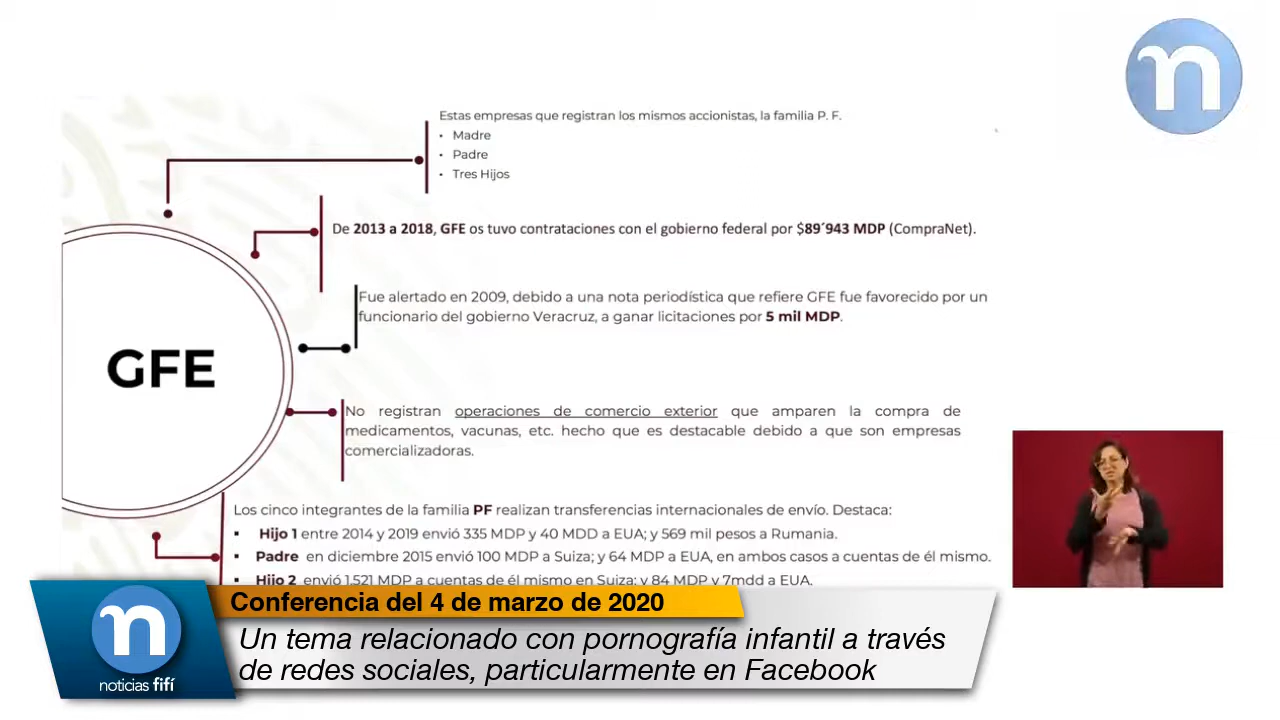 n
Estas empresas que registran los mismos accionistas, la familia P. F.
• Madre
• Padre
• Tres Hijos
De 2013 a 2018, GFE os tuvo contrataciones con el gobierno federal por $89´943 MDP (CompraNet).
Fue alertado en 2009, debido a una nota periodística que refiere GFE fue favorecido por un
funcionario del gobierno Veracruz, a ganar licitaciones por 5 mil MDP.
GFE
No registran operaciones de comercio exterior que amparen la compra de
medicamentos, vacunas, etc. hecho que es destacable debido a que son empresas
comercializadoras.
Los cinco integrantes de la familia PF realizan transferencias internacionales de envío. Destaca:
▪ Hijo 1 entre 2014 y 2019 envió 335 MDP y 40 MDD a EUA; y 569 mil pesos a Rumania.
▪ Padre en diciembre 2015 envió 100 MDP a Suiza; y 64 MDP a EUA, en ambos casos a cuentas de él mismo.
▪ Hijo 2 envió 1,521 MDP a cuentas de él mismo en Suiza; y 84 MDP y 7mdd a EUA.
Conferencia del 4 de marzo de 2020
Un tema relacionado con pornografía infantil a través
de redes sociales, particularmente en Facebook
n
noticias fifí